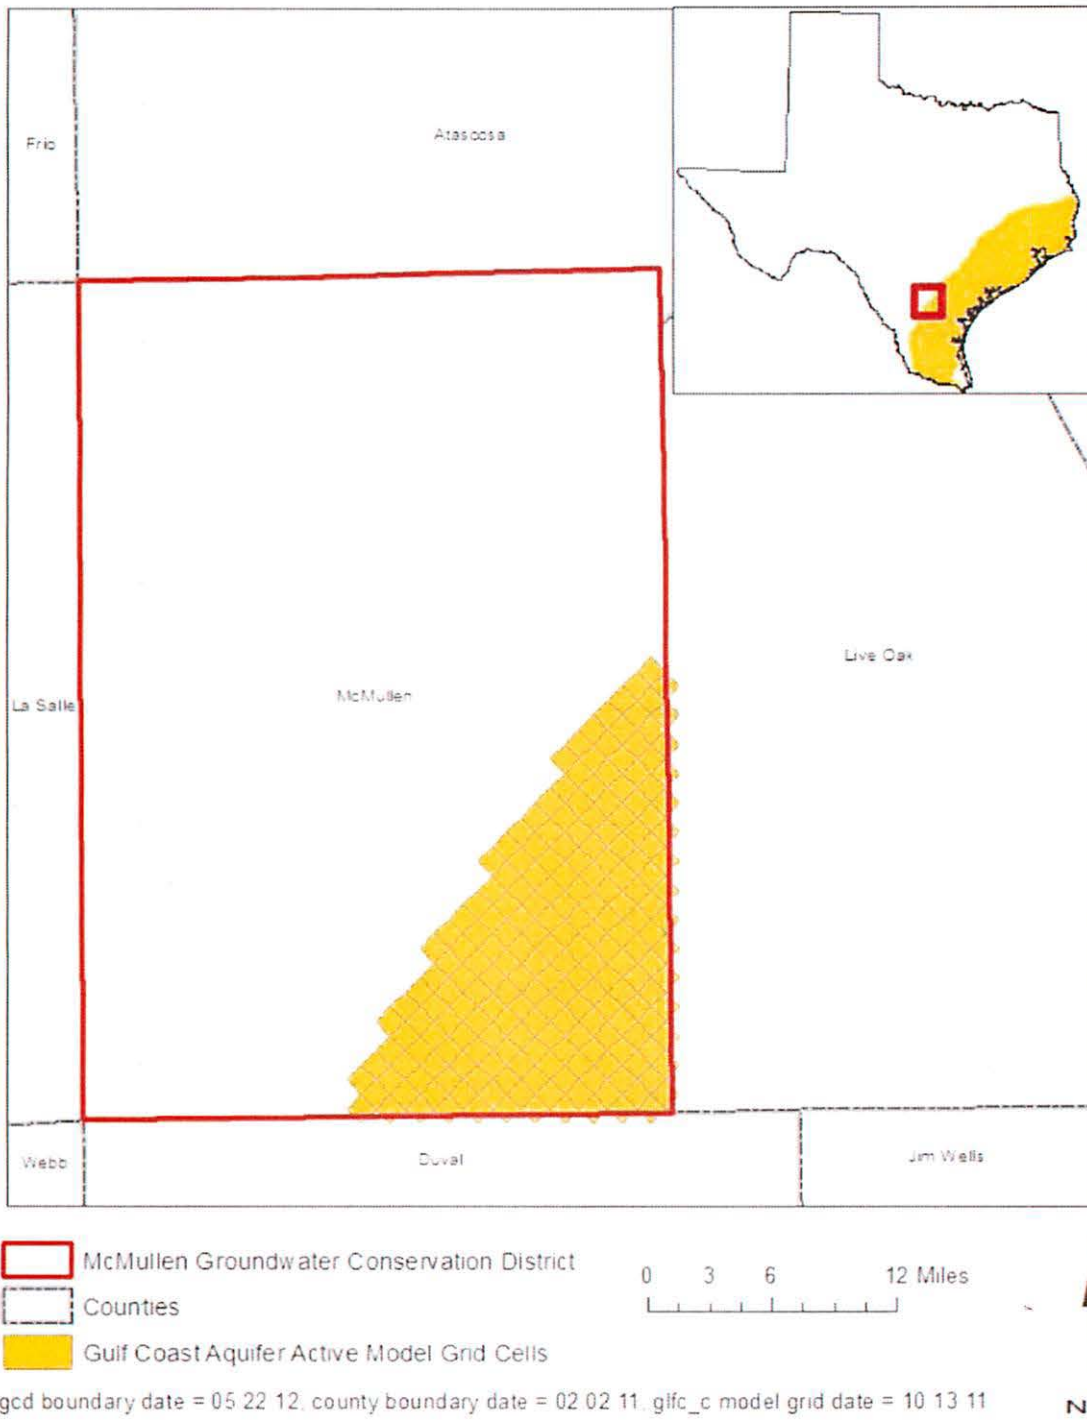 Frio
Atascosa
La Salle
McMullen
Live Oak
Webb
Duval
Jim Wells
McMullen Groundwater Conservation District
Counties
Gulf Coast Aquifer Active Model Grid Cells
0 3 6 12 Miles
gcd boundary date = 05 22 12, county boundary date = 02 02 11, glfc_c model grid date = 10 13 11
N